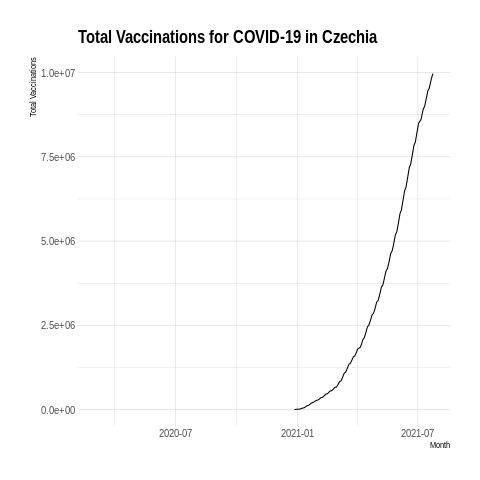 Total Vaccinations for COVID-19 in Czechia
Total Vaccinations
1.0e+07
7.5e+06
5.0e+06
2.5e+06
0.0e+00
2020-07
2021-01
2021-07
Month